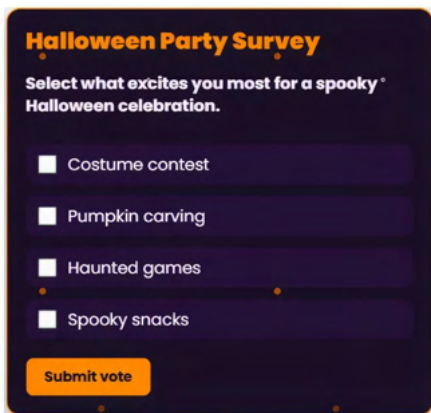 Halloween Party Survey
Select what excites you most for a spooky
Halloween celebration.
Costume contest
Pumpkin carving
Haunted games
Spooky snacks
Submit vote